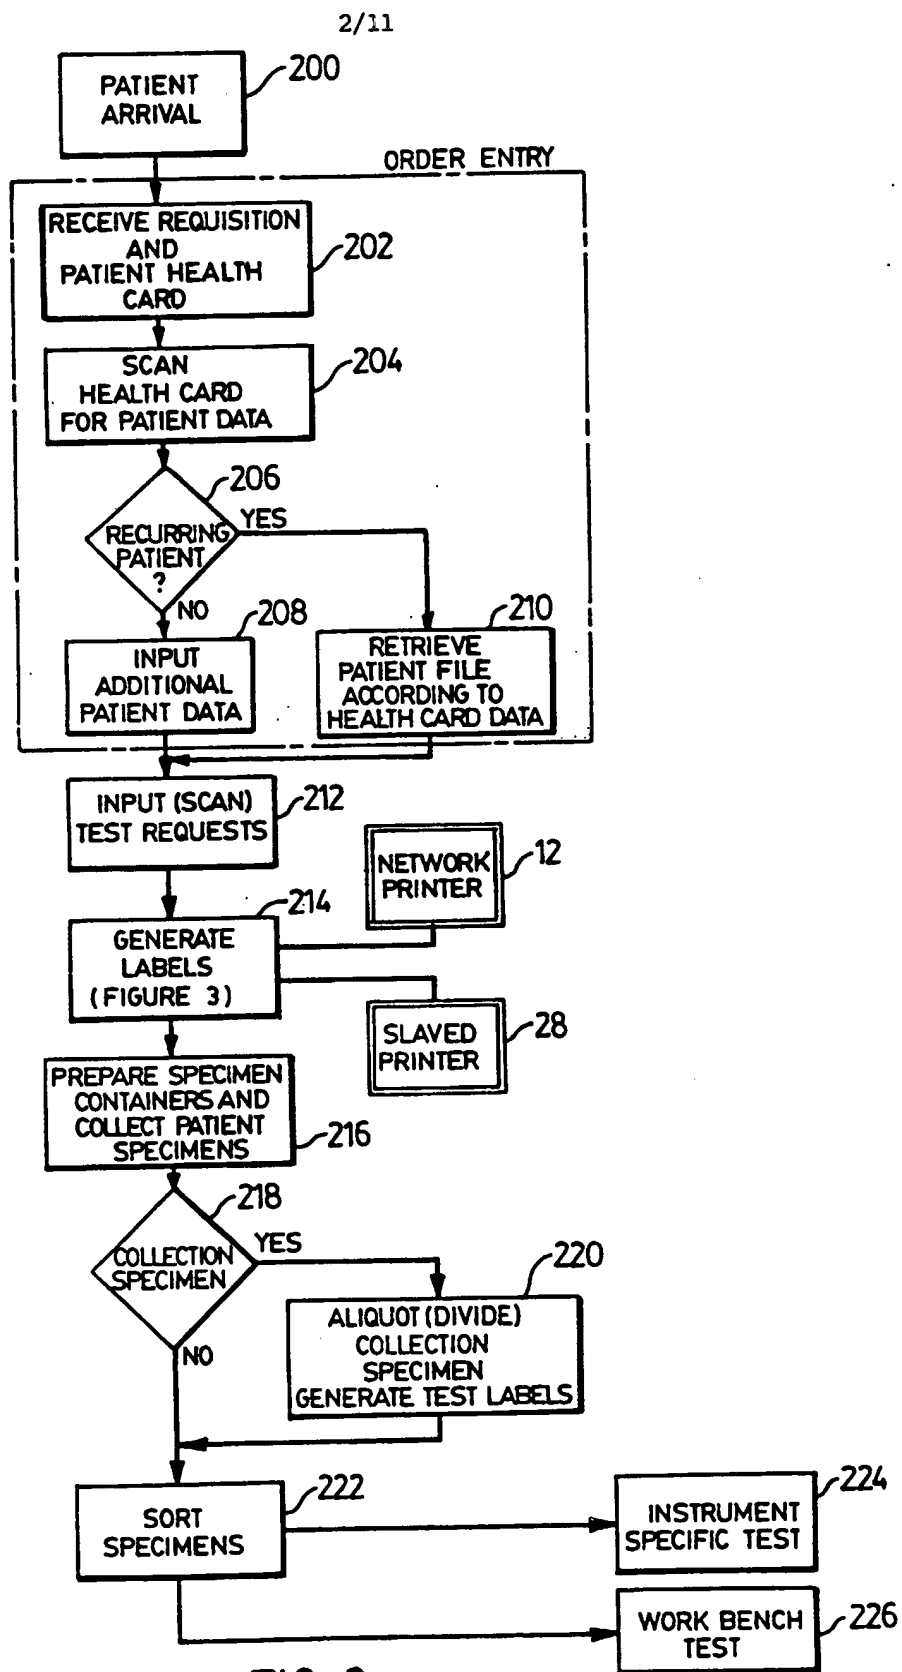 2/11
PATIENT
ARRIVAL
200
ORDER ENTRY
RECEIVE REQUISITION
AND
PATIENT HEALTH
CARD
202
SCAN
HEALTH CARD
FOR PATIENT DATA
204
206
RECURRING
PATIENT
?
YES
NO
208
INPUT
ADDITIONAL
PATIENT DATA
210
RETRIEVE
PATIENT FILE
ACCORDING TO
HEALTH CARD DATA
INPUT (SCAN)
TEST REQUESTS
212
NETWORK
PRINTER
12
214
GENERATE
LABELS
(FIGURE 3)
SLAVED
PRINTER
28
PREPARE SPECIMEN
CONTAINERS AND
COLLECT PATIENT
SPECIMENS
216
218
COLLECTION
SPECIMEN
YES
NO
220
ALIQUOT (DIVIDE)
COLLECTION
SPECIMEN
GENERATE TEST LABELS
222
SORT
SPECIMENS
224
INSTRUMENT
SPECIFIC TEST
WORK BENCH
TEST
226